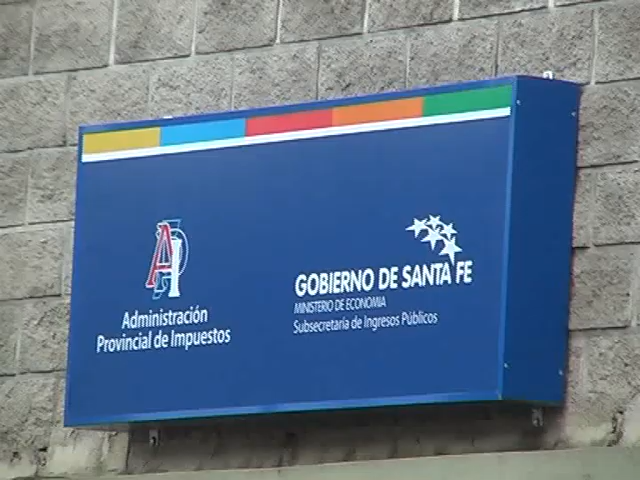 API
Administración
Provincial de Impuestos
GOBIERNO DE SANTA FE
MINISTERIO DE ECONOMIA
Subsecretaría de Ingresos Públicos